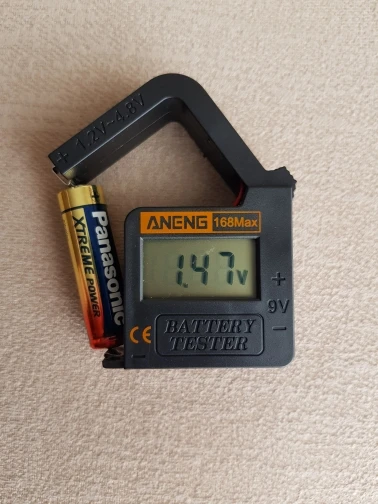 + 1.2V~4.8V
ANENG 168Max
1.47v
+
9V
−
CE
BATTERY
TESTER
−
+
Panasonic
XTREME POWER